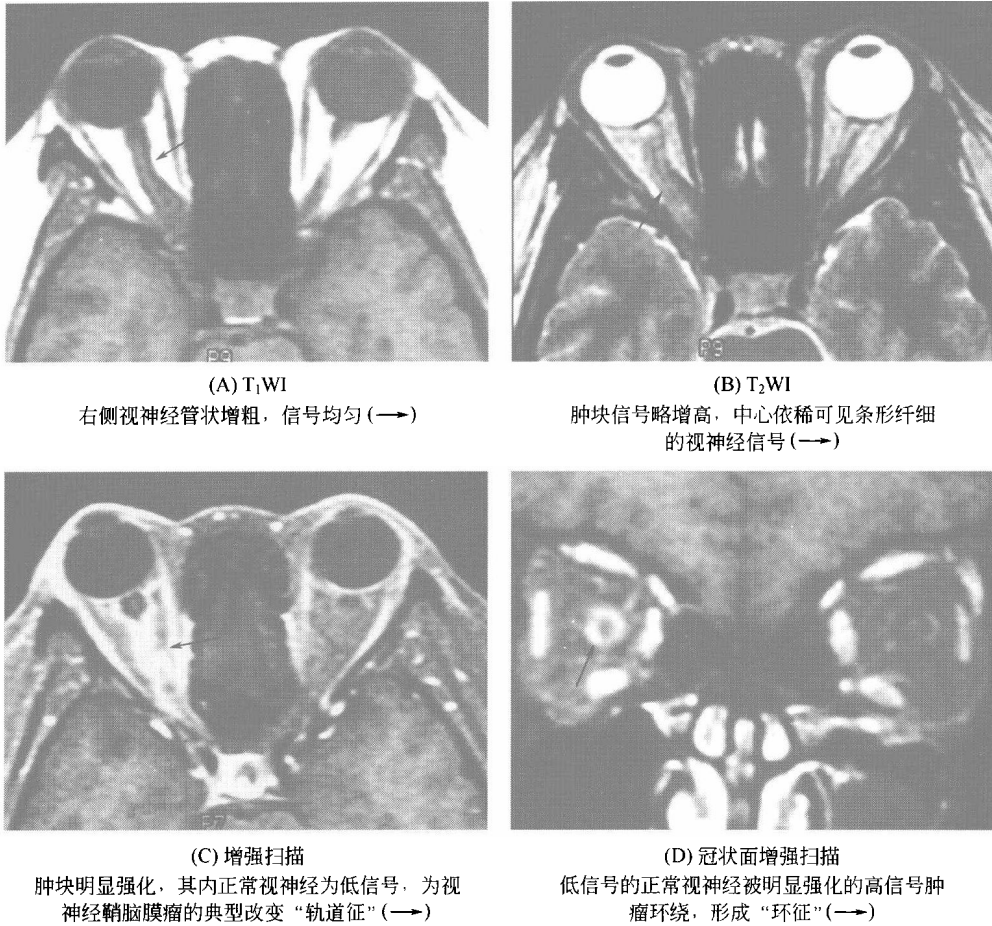 P9
P9
(A) T₁WI
(B) T₂WI
右侧视神经管状增粗，信号均匀(→)
肿块信号略增高，中心依稀可见条形纤细
的视神经信号(→)
(C) 增强扫描
(D) 冠状面增强扫描
肿块明显强化，其内正常视神经为低信号，为视
神经鞘脑膜瘤的典型改变“轨道征”(→)
低信号的正常视神经被明显强化的高信号肿
瘤环绕，形成“环征”(→)